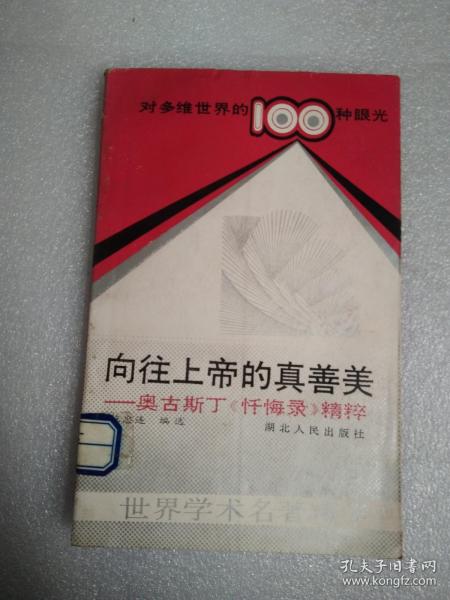 对多维世界的100种眼光
向往上帝的真善美
——奥古斯丁《忏悔录》精粹
编选
湖北人民出版社
世界学术名著
孔夫子旧书网
www.kongfz.com